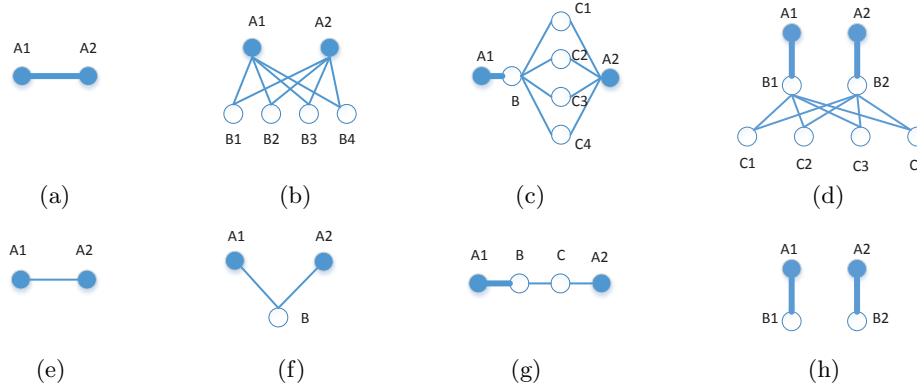 A1 A2
(a)
A1 A2
B1 B2 B3 B4
(b)
C1
A1 C2 A2
B
C3
C4
(c)
A1 A2
B1 B2
C1 C2 C3 C
(d)
A1 A2
(e)
A1 A2
B
(f)
A1 B C A2
(g)
A1 A2
B1 B2
(h)